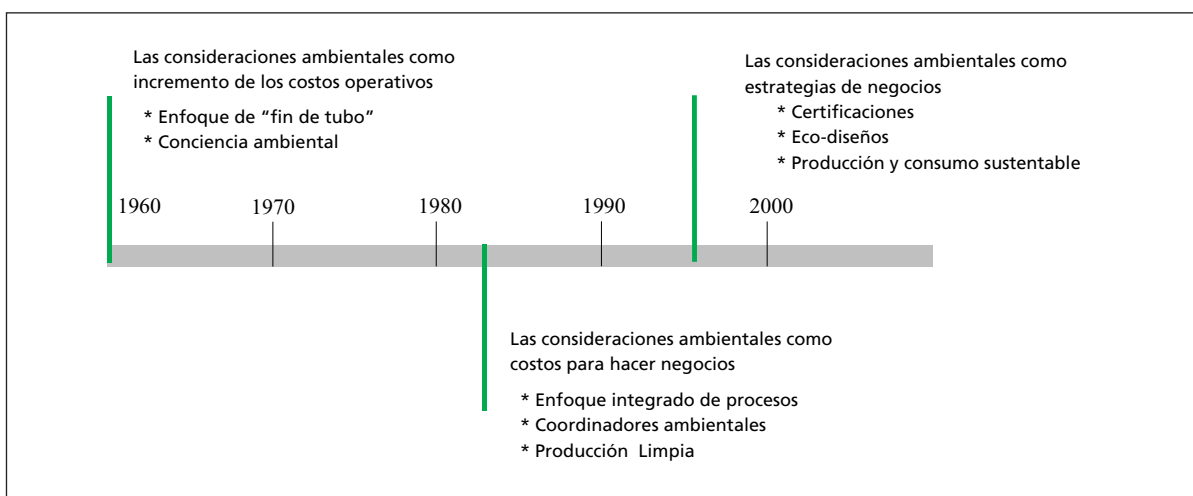 Las consideraciones ambientales como
incremento de los costos operativos
* Enfoque de “fin de tubo”
* Conciencia ambiental
Las consideraciones ambientales como
estrategias de negocios
* Certificaciones
* Eco-diseños
* Producción y consumo sustentable
1960
1970
1980
1990
2000
Las consideraciones ambientales como
costos para hacer negocios
* Enfoque integrado de procesos
* Coordinadores ambientales
* Producción Limpia